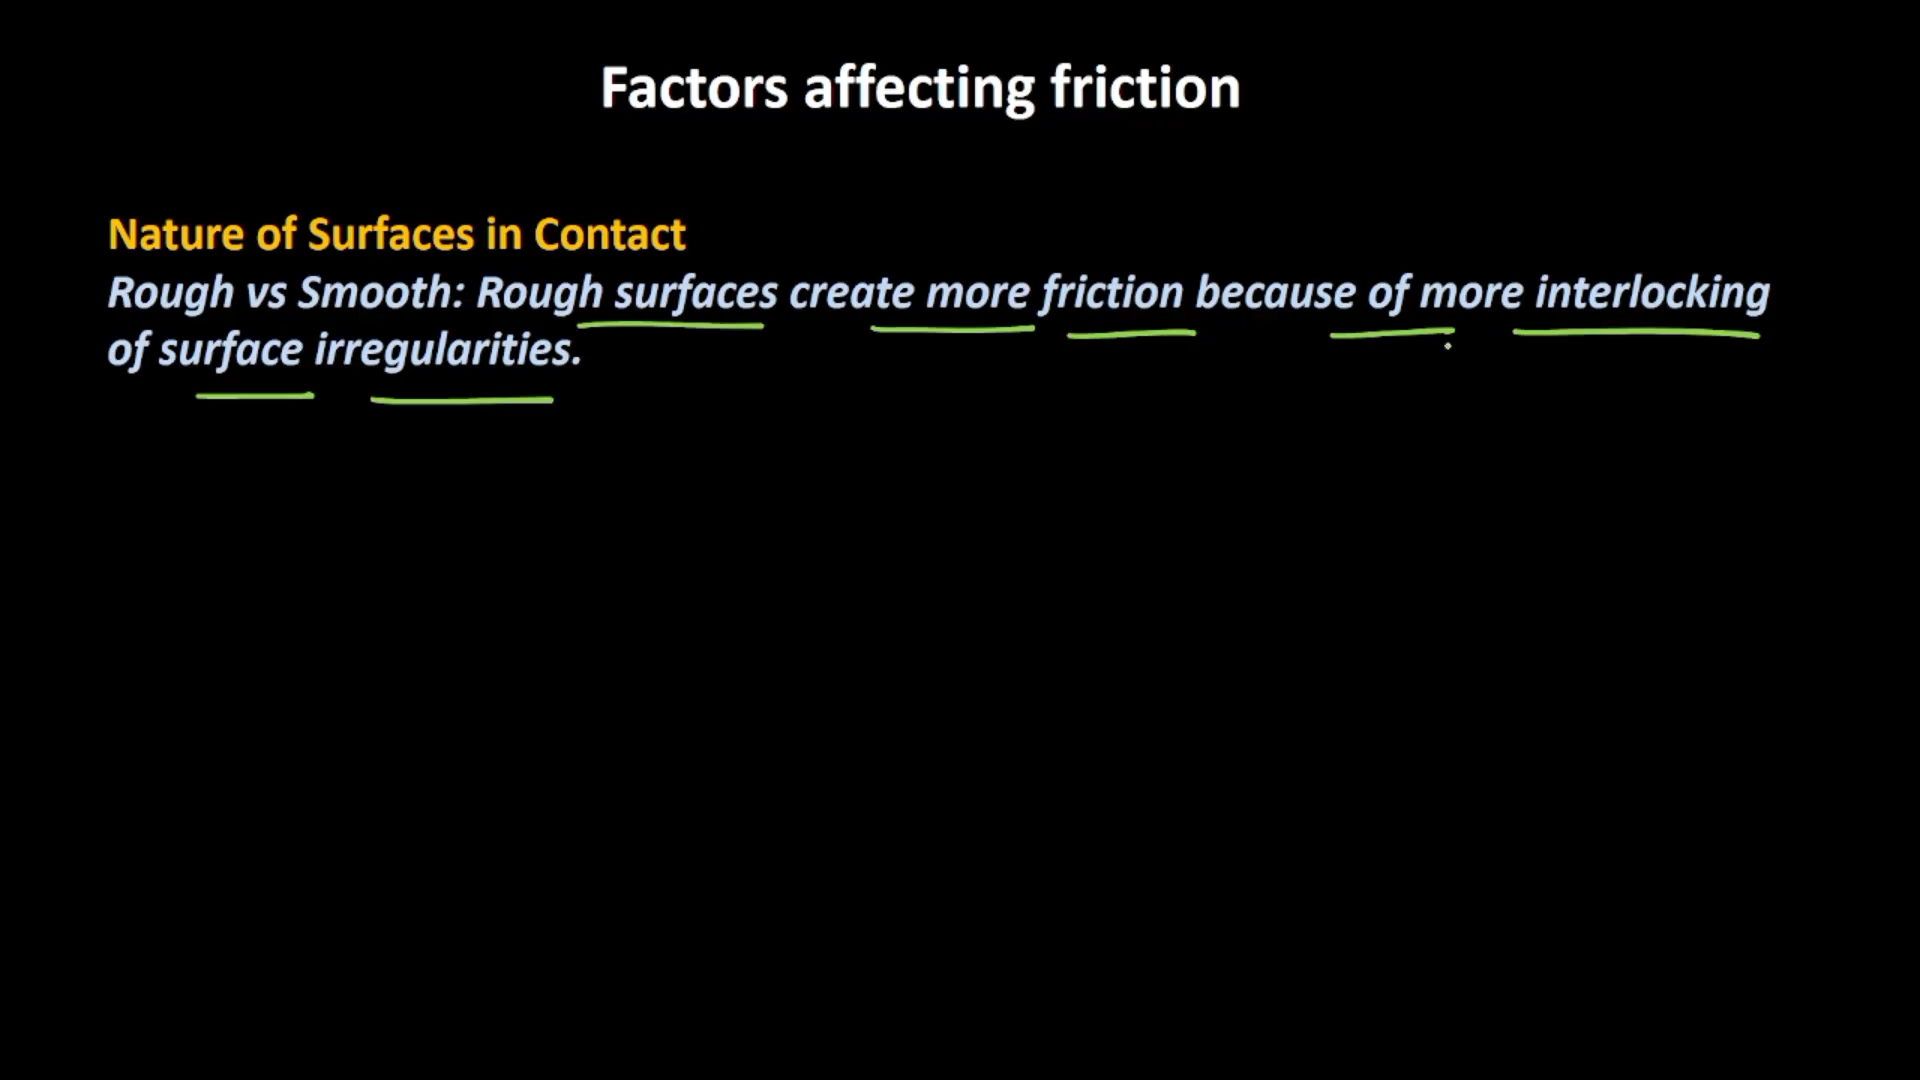 Factors affecting friction
Nature of Surfaces in Contact
Rough vs Smooth: Rough surfaces create more friction because of more interlocking
of surface irregularities.